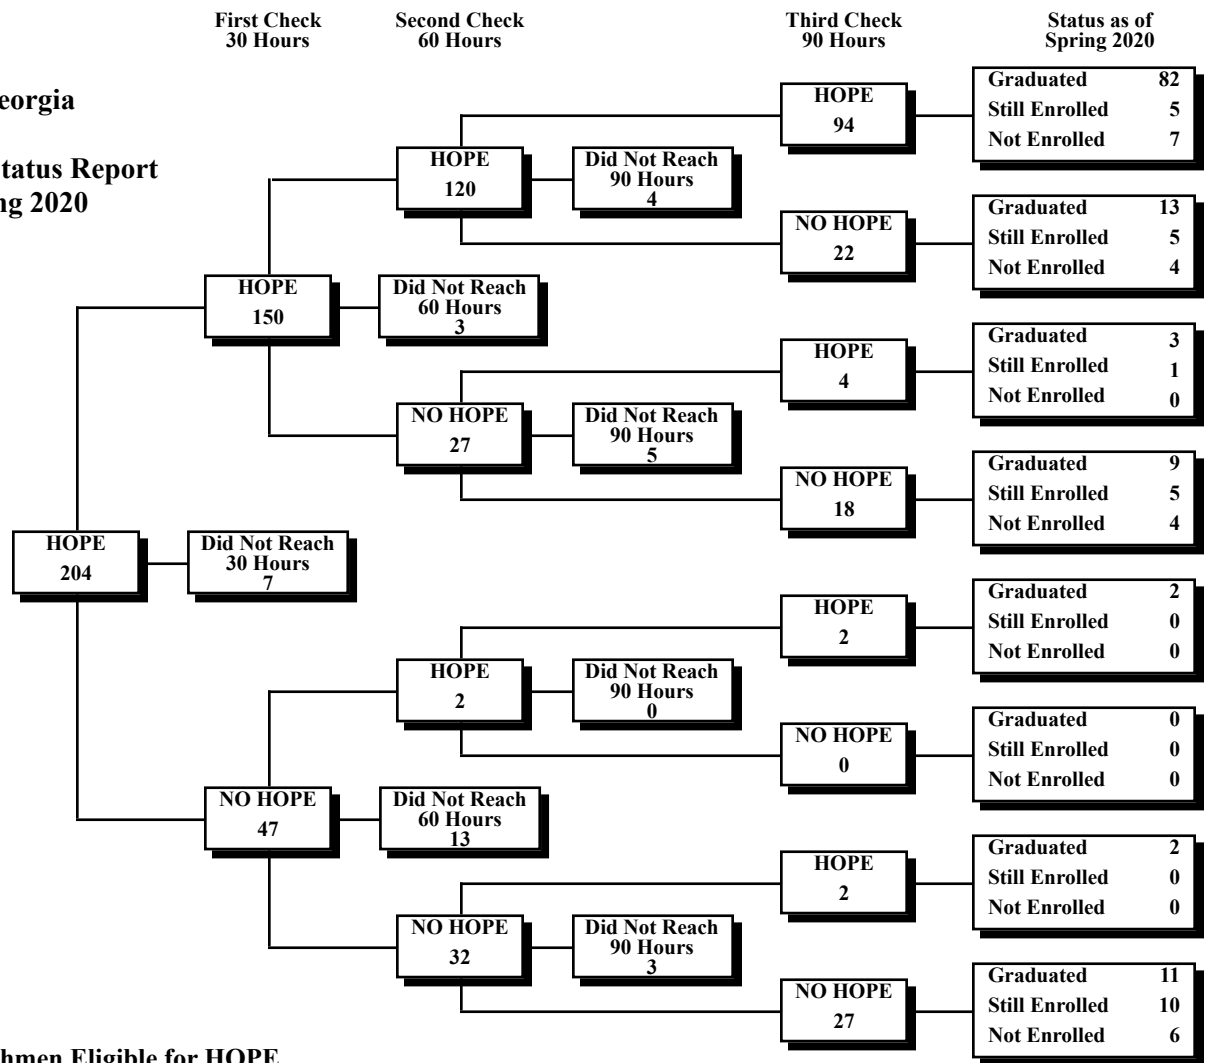 First Check
30 Hours
Second Check
60 Hours
Third Check
90 Hours
Status as of
Spring 2020
eorgia
tatus Report
ng 2020
HOPE
204
Did Not Reach
30 Hours
7
HOPE
150
Did Not Reach
60 Hours
3
HOPE
120
Did Not Reach
90 Hours
4
HOPE
94
Graduated 82
Still Enrolled 5
Not Enrolled 7
NO HOPE
22
Graduated 13
Still Enrolled 5
Not Enrolled 4
NO HOPE
27
Did Not Reach
90 Hours
5
HOPE
4
Graduated 3
Still Enrolled 1
Not Enrolled 0
NO HOPE
18
Graduated 9
Still Enrolled 5
Not Enrolled 4
NO HOPE
47
Did Not Reach
60 Hours
13
HOPE
2
Did Not Reach
90 Hours
0
HOPE
2
Graduated 2
Still Enrolled 0
Not Enrolled 0
NO HOPE
0
Graduated 0
Still Enrolled 0
Not Enrolled 0
NO HOPE
32
Did Not Reach
90 Hours
3
HOPE
2
Graduated 2
Still Enrolled 0
Not Enrolled 0
NO HOPE
27
Graduated 11
Still Enrolled 10
Not Enrolled 6
hmen Eligible for HOPE